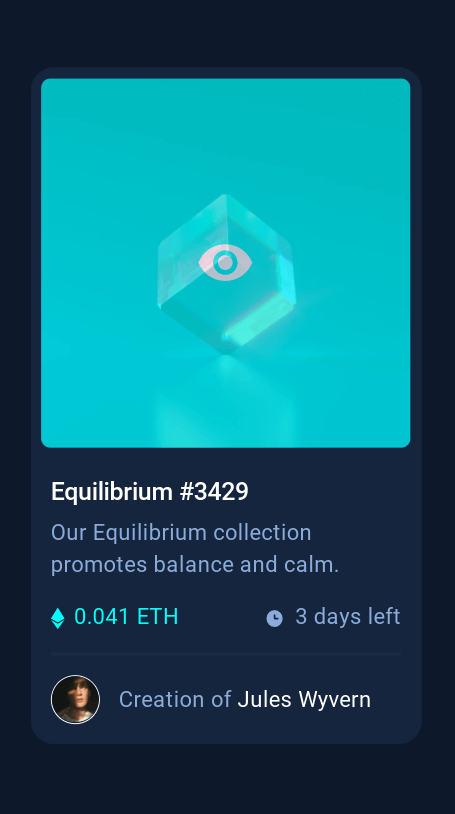 Equilibrium #3429
Our Equilibrium collection
promotes balance and calm.
0.041 ETH
3 days left
Creation of Jules Wyvern